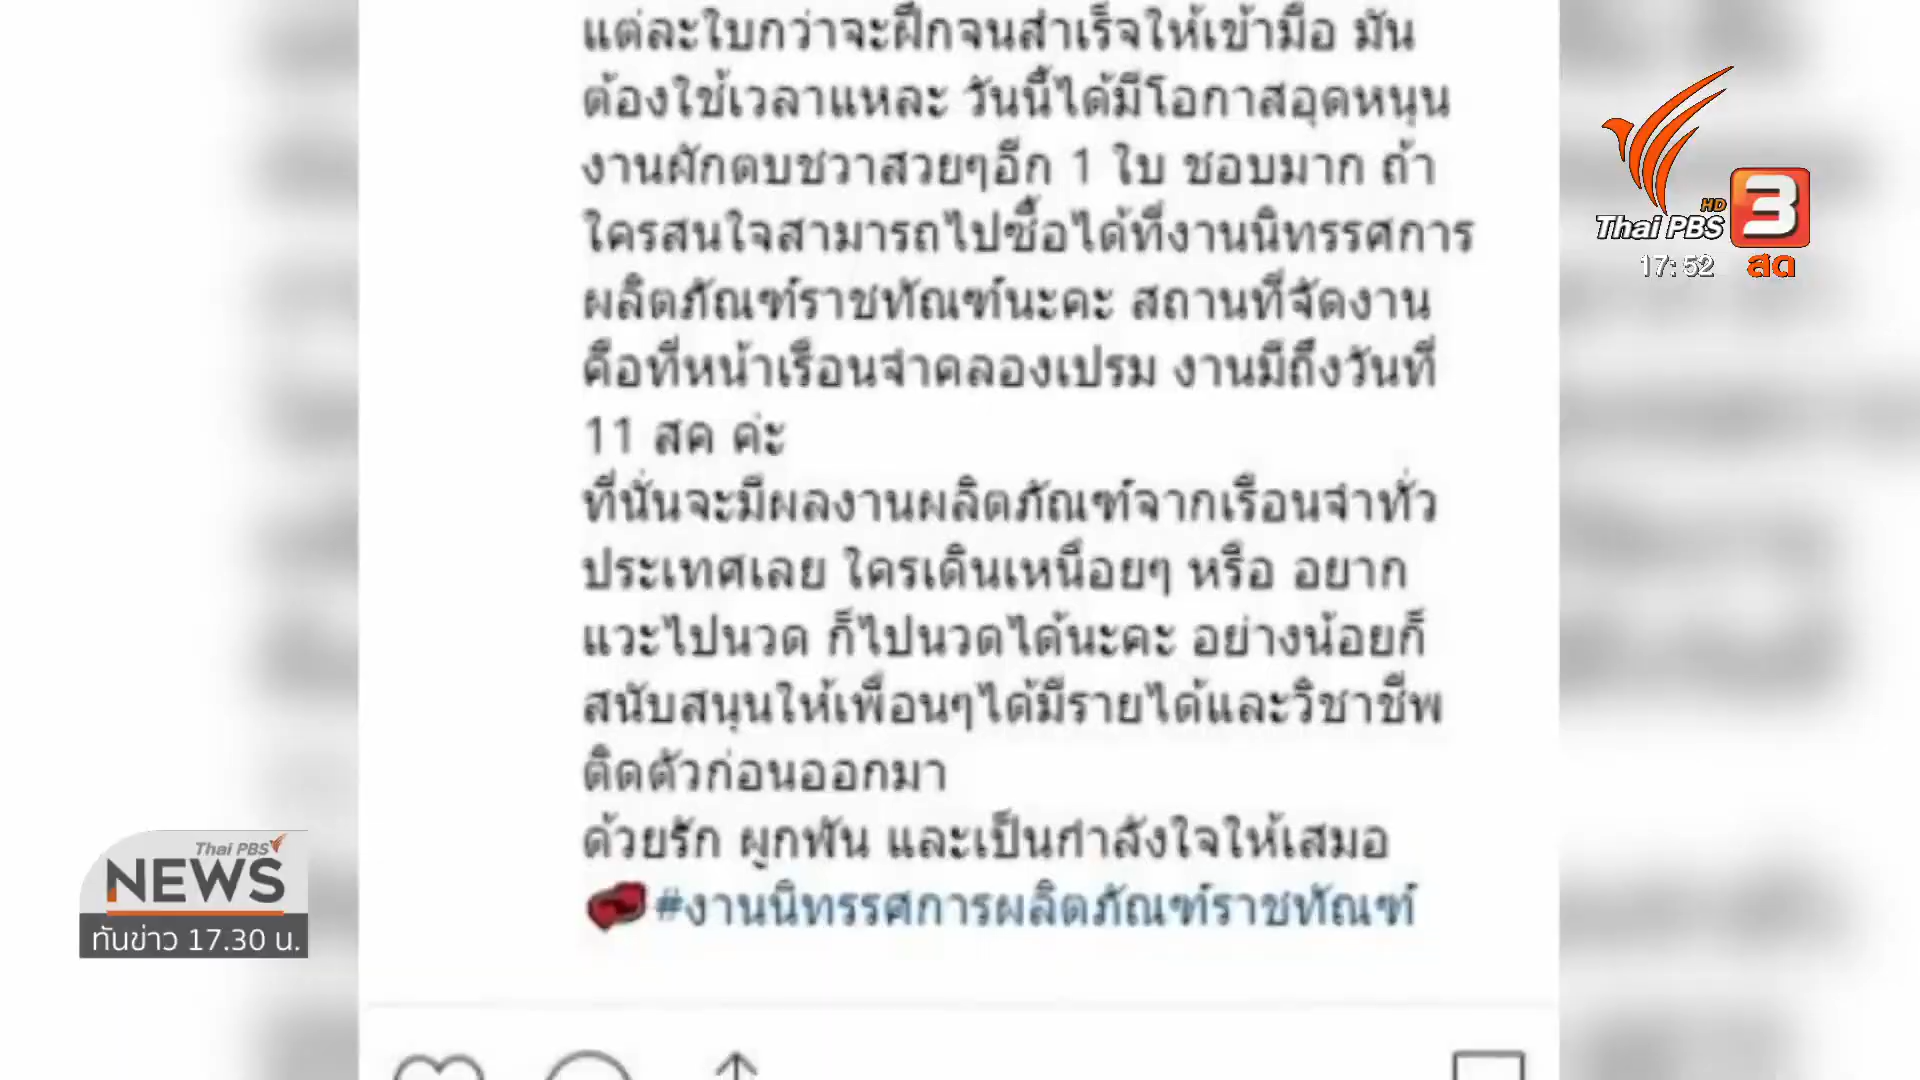 แต่ละใบกว่าจะฝึกจนสำเร็จให้เข้ามือ มัน
ต้องใช้เวลาแหละ วันนี้ได้มีโอกาสอุดหนุน
งานผักตบชวาสวยๆอีก 1 ใบ ชอบมาก ถ้า
ใครสนใจสามารถไปซื้อได้ที่งานนิทรรศการ
ผลิตภัณฑ์ราชทัณฑ์นะคะ สถานที่จัดงาน
คือที่หน้าเรือนจำคลองเปรม งานมีถึงวันที่
11 สค ค่ะ
ที่นั่นจะมีผลงานผลิตภัณฑ์จากเรือนจำทั่ว
ประเทศเลย ใครเดินเหนื่อยๆ หรือ อยาก
แวะไปนวด ก็ไปนวดได้นะคะ อย่างน้อยก็
สนับสนุนให้เพื่อนๆได้มีรายได้และวิชาชีพ
ติดตัวก่อนออกมา
ด้วยรัก ผูกพัน และเป็นกำลังใจให้เสมอ
#งานนิทรรศการผลิตภัณฑ์ราชทัณฑ์
HD
Thai PBS 3
17:52 สด
Thai PBS
NEWS
ทันข่าว 17.30 น.